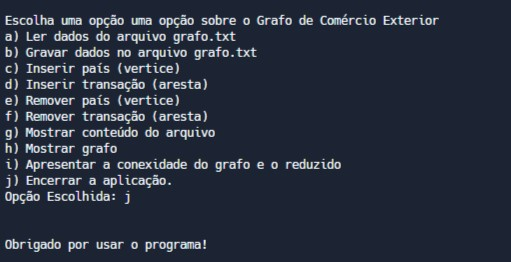 Escolha uma opção uma opção sobre o Grafo de Comércio Exterior
a) Ler dados do arquivo grafo.txt
b) Gravar dados no arquivo grafo.txt
c) Inserir país (vertice)
d) Inserir transação (aresta)
e) Remover país (vertice)
f) Remover transação (aresta)
g) Mostrar conteúdo do arquivo
h) Mostrar grafo
i) Apresentar a conexidade do grafo e o reduzido
j) Encerrar a aplicação.
Opção Escolhida: j
Obrigado por usar o programa!